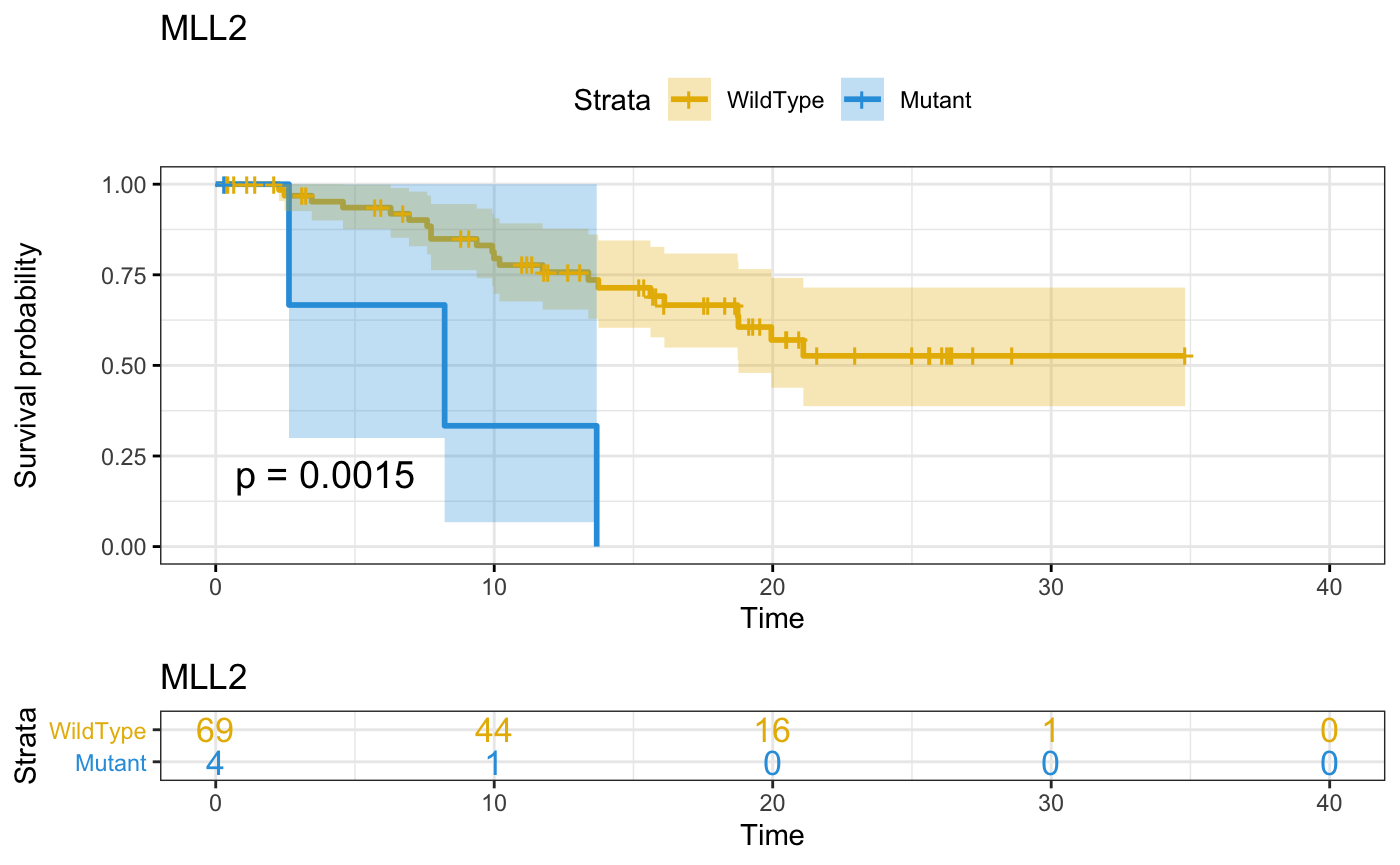 MLL2
Strata WildType Mutant
Survival probability
1.00
0.75
0.50
0.25
0.00
p = 0.0015
0 10 20 30 40
Time
MLL2
Strata
WildType 69 44 16 1 0
Mutant 4 1 0 0 0
0 10 20 30 40
Time